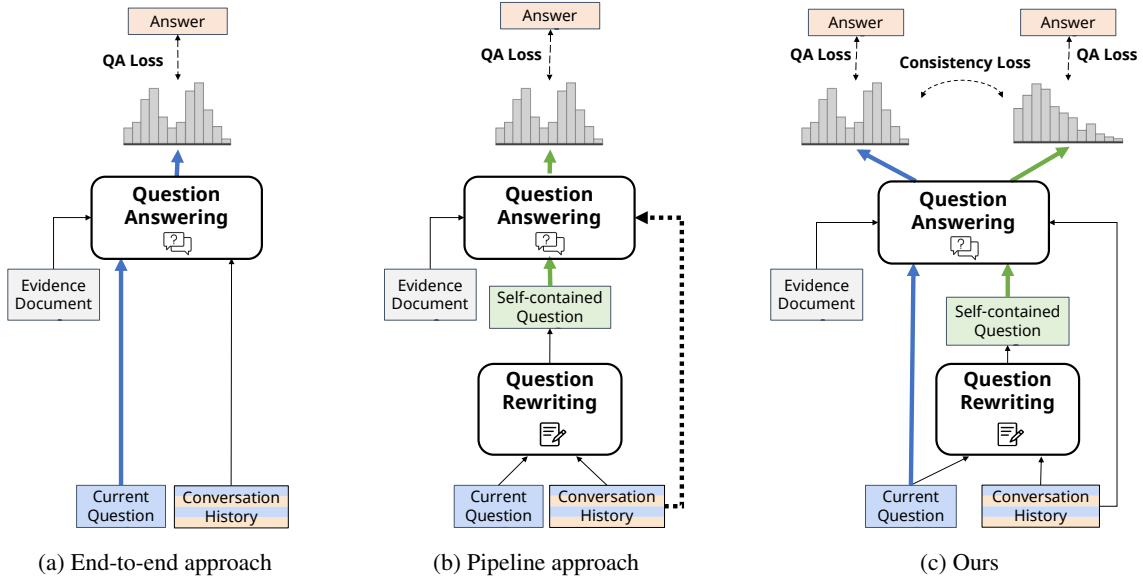 Answer
QA Loss
Question
Answering
?
Evidence
Document
Current
Question
Conversation
History
(a) End-to-end approach
Answer
QA Loss
Question
Answering
?
Evidence
Document
Self-contained
Question
Question
Rewriting
Current
Question
Conversation
History
(b) Pipeline approach
Answer
Answer
QA Loss
Consistency Loss
QA Loss
Question
Answering
?
Evidence
Document
Self-contained
Question
Question
Rewriting
Current
Question
Conversation
History
(c) Ours